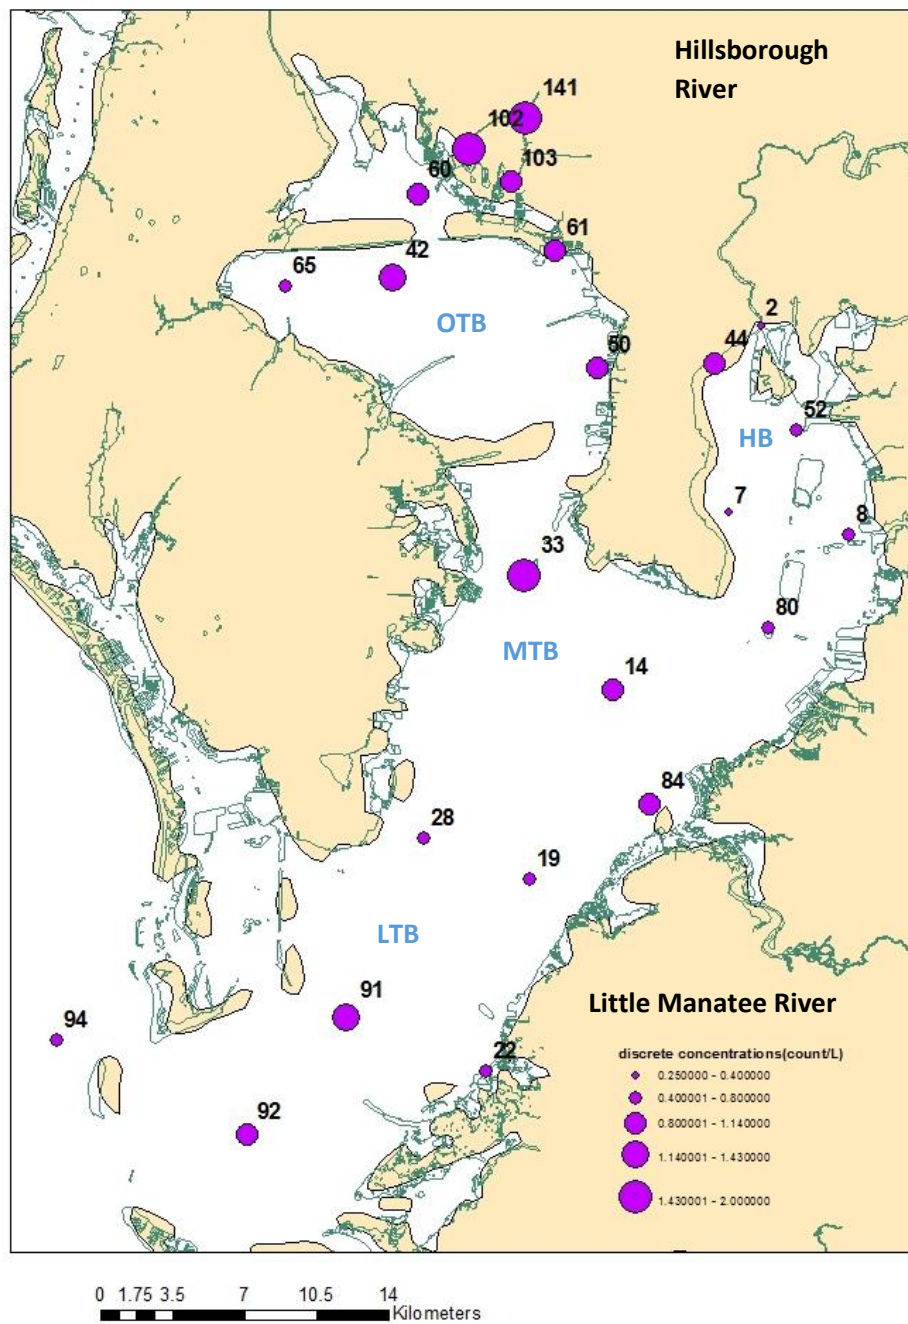 Hillsborough
River
141
102
103
60
61
42
65
OTB
2
50
44
52
HB
7
8
33
80
MTB
14
84
28
19
LTB
91
Little Manatee River
94
22
discrete concentrations(count/L)
0.250000 - 0.400000
0.400001 - 0.800000
0.800001 - 1.140000
1.140001 - 1.430000
1.430001 - 2.000000
92
0 1.75 3.5 7 10.5 14
Kilometers